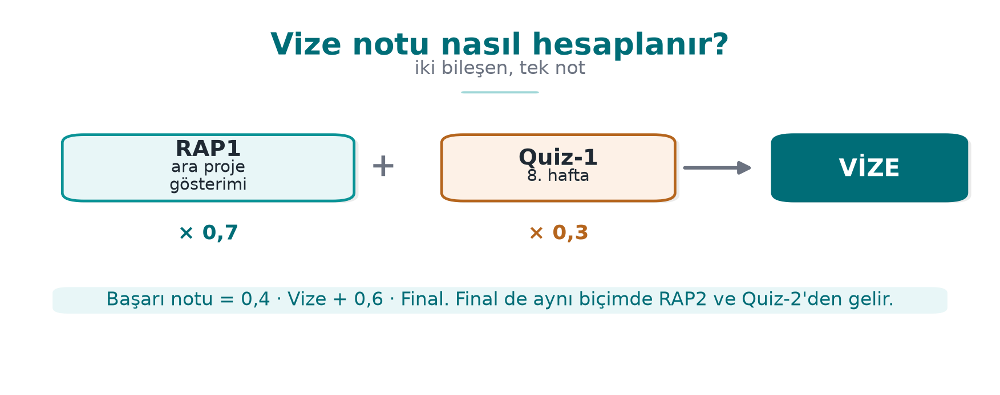 Vize notu nasıl hesaplanır?
iki bileşen, tek not
RAP1
ara proje
gösterimi
+
Quiz-1
8. hafta
VİZE
× 0,7
× 0,3
Başarı notu = 0,4 · Vize + 0,6 · Final. Final de aynı biçimde RAP2 ve Quiz-2'den gelir.